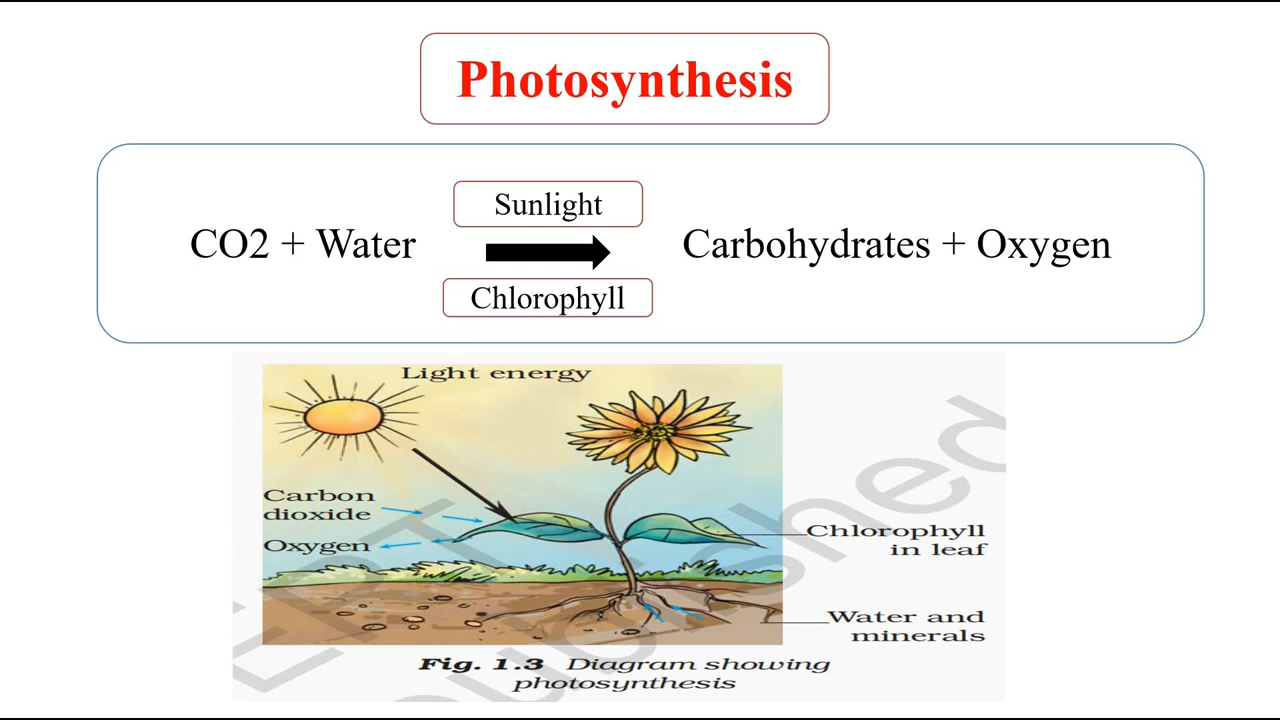 Photosynthesis
Sunlight
CO2 + Water
Carbohydrates + Oxygen
Chlorophyll
Light energy
Carbon
dioxide
Oxygen
Chlorophyll
in leaf
Water and
minerals
Fig. 1.3 Diagram showing
photosynthesis